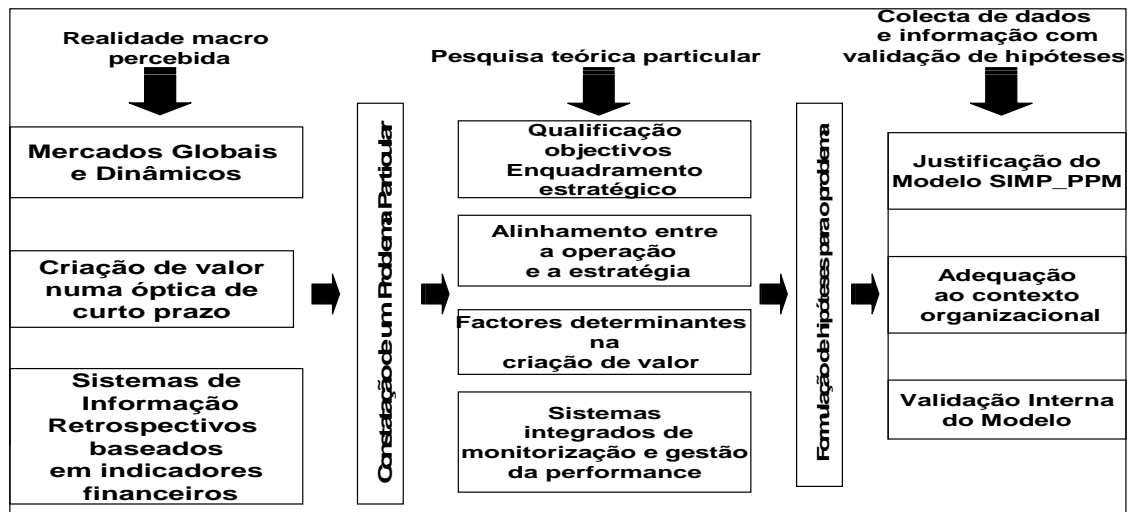 Realidade macro
percebida
Mercados Globais
e Dinâmicos
Criação de valor
numa óptica de
curto prazo
Sistemas de
Informação
Retrospectivos
baseados
em indicadores
financeiros
Constatação de um Problema Particular
Pesquisa teórica particular
Qualificação
objectivos
Enquadramento
estratégico
Alinhamento entre
a operação
e a estratégia
Factores determinantes
na
criação de valor
Sistemas
integrados de
monitorização e gestão
da performance
Formulação de hipóteses para o problema
Colecta de dados
e informação com
validação de hipóteses
Justificação do
Modelo SIMP_PPM
Adequação
ao contexto
organizacional
Validação Interna
do Modelo